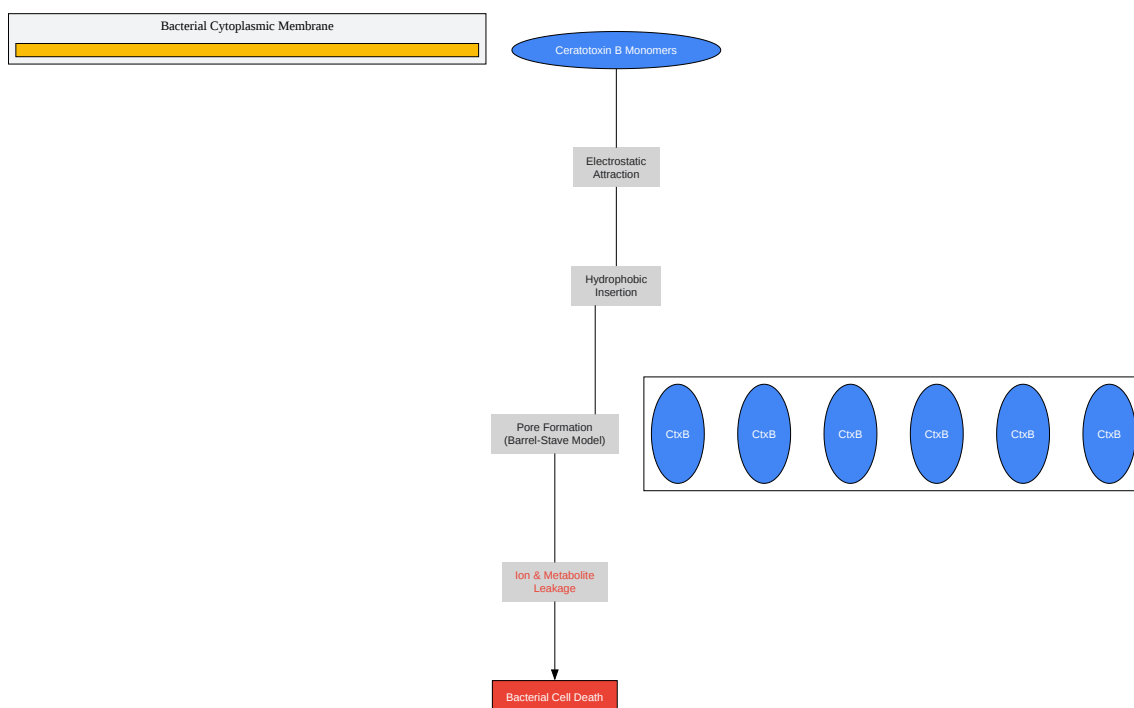 Bacterial Cytoplasmic Membrane
Ceratotoxin B Monomers
Electrostatic
Attraction
Hydrophobic
Insertion
Pore Formation
(Barrel-Stave Model)
CtxB
CtxB
CtxB
CtxB
CtxB
CtxB
Ion & Metabolite
Leakage
Bacterial Cell Death